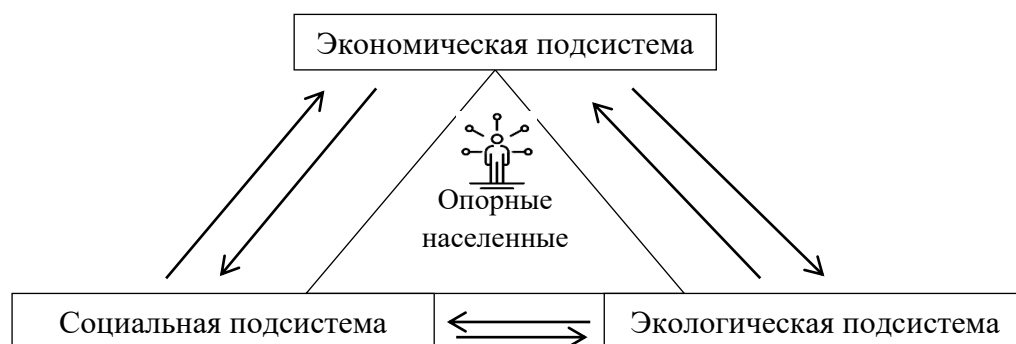 Экономическая подсистема
Опорные
населенные
Социальная подсистема
Экологическая подсистема